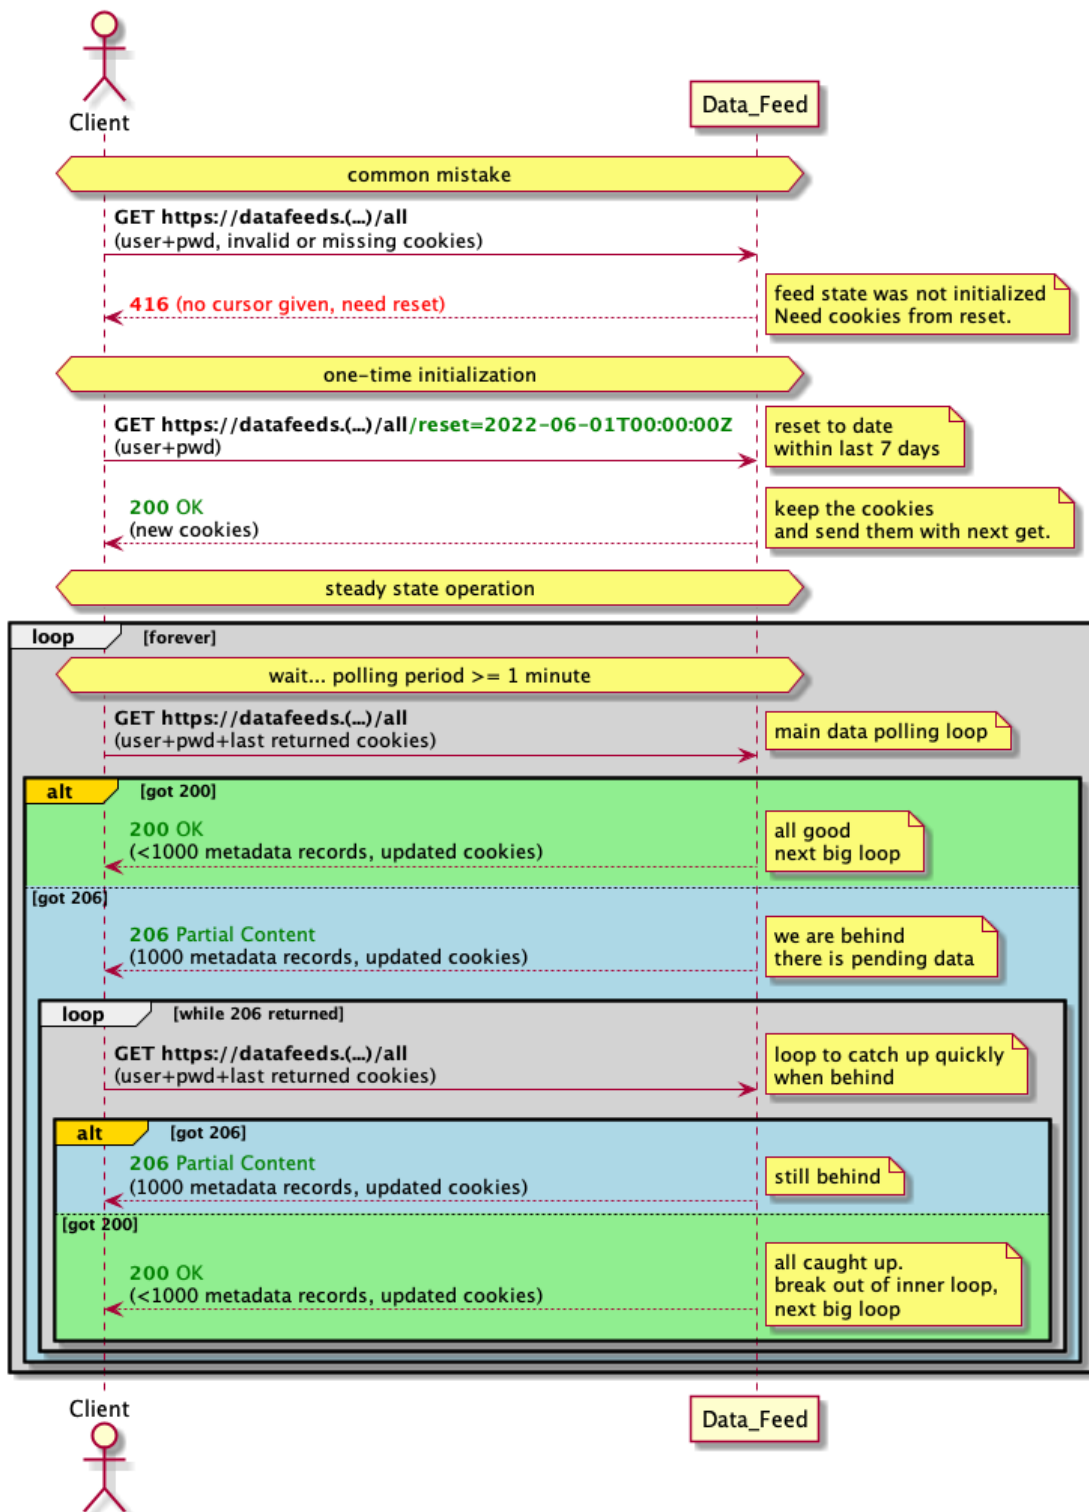 Client
Data_Feed
common mistake
GET https://datafeeds.(...)/all
(user+pwd, invalid or missing cookies)
416 (no cursor given, need reset)
feed state was not initialized
Need cookies from reset.
one-time initialization
GET https://datafeeds.(...)/all/reset=2022-06-01T00:00:00Z
(user+pwd)
reset to date
within last 7 days
200 OK
(new cookies)
keep the cookies
and send them with next get.
steady state operation
loop [forever]
wait... polling period >= 1 minute
GET https://datafeeds.(...)/all
(user+pwd+last returned cookies)
main data polling loop
alt [got 200]
200 OK
(<1000 metadata records, updated cookies)
all good
next big loop
[got 206]
206 Partial Content
(1000 metadata records, updated cookies)
we are behind
there is pending data
loop [while 206 returned]
GET https://datafeeds.(...)/all
(user+pwd+last returned cookies)
loop to catch up quickly
when behind
alt [got 206]
206 Partial Content
(1000 metadata records, updated cookies)
still behind
[got 200]
200 OK
(<1000 metadata records, updated cookies)
all caught up.
break out of inner loop,
next big loop
Client
Data_Feed